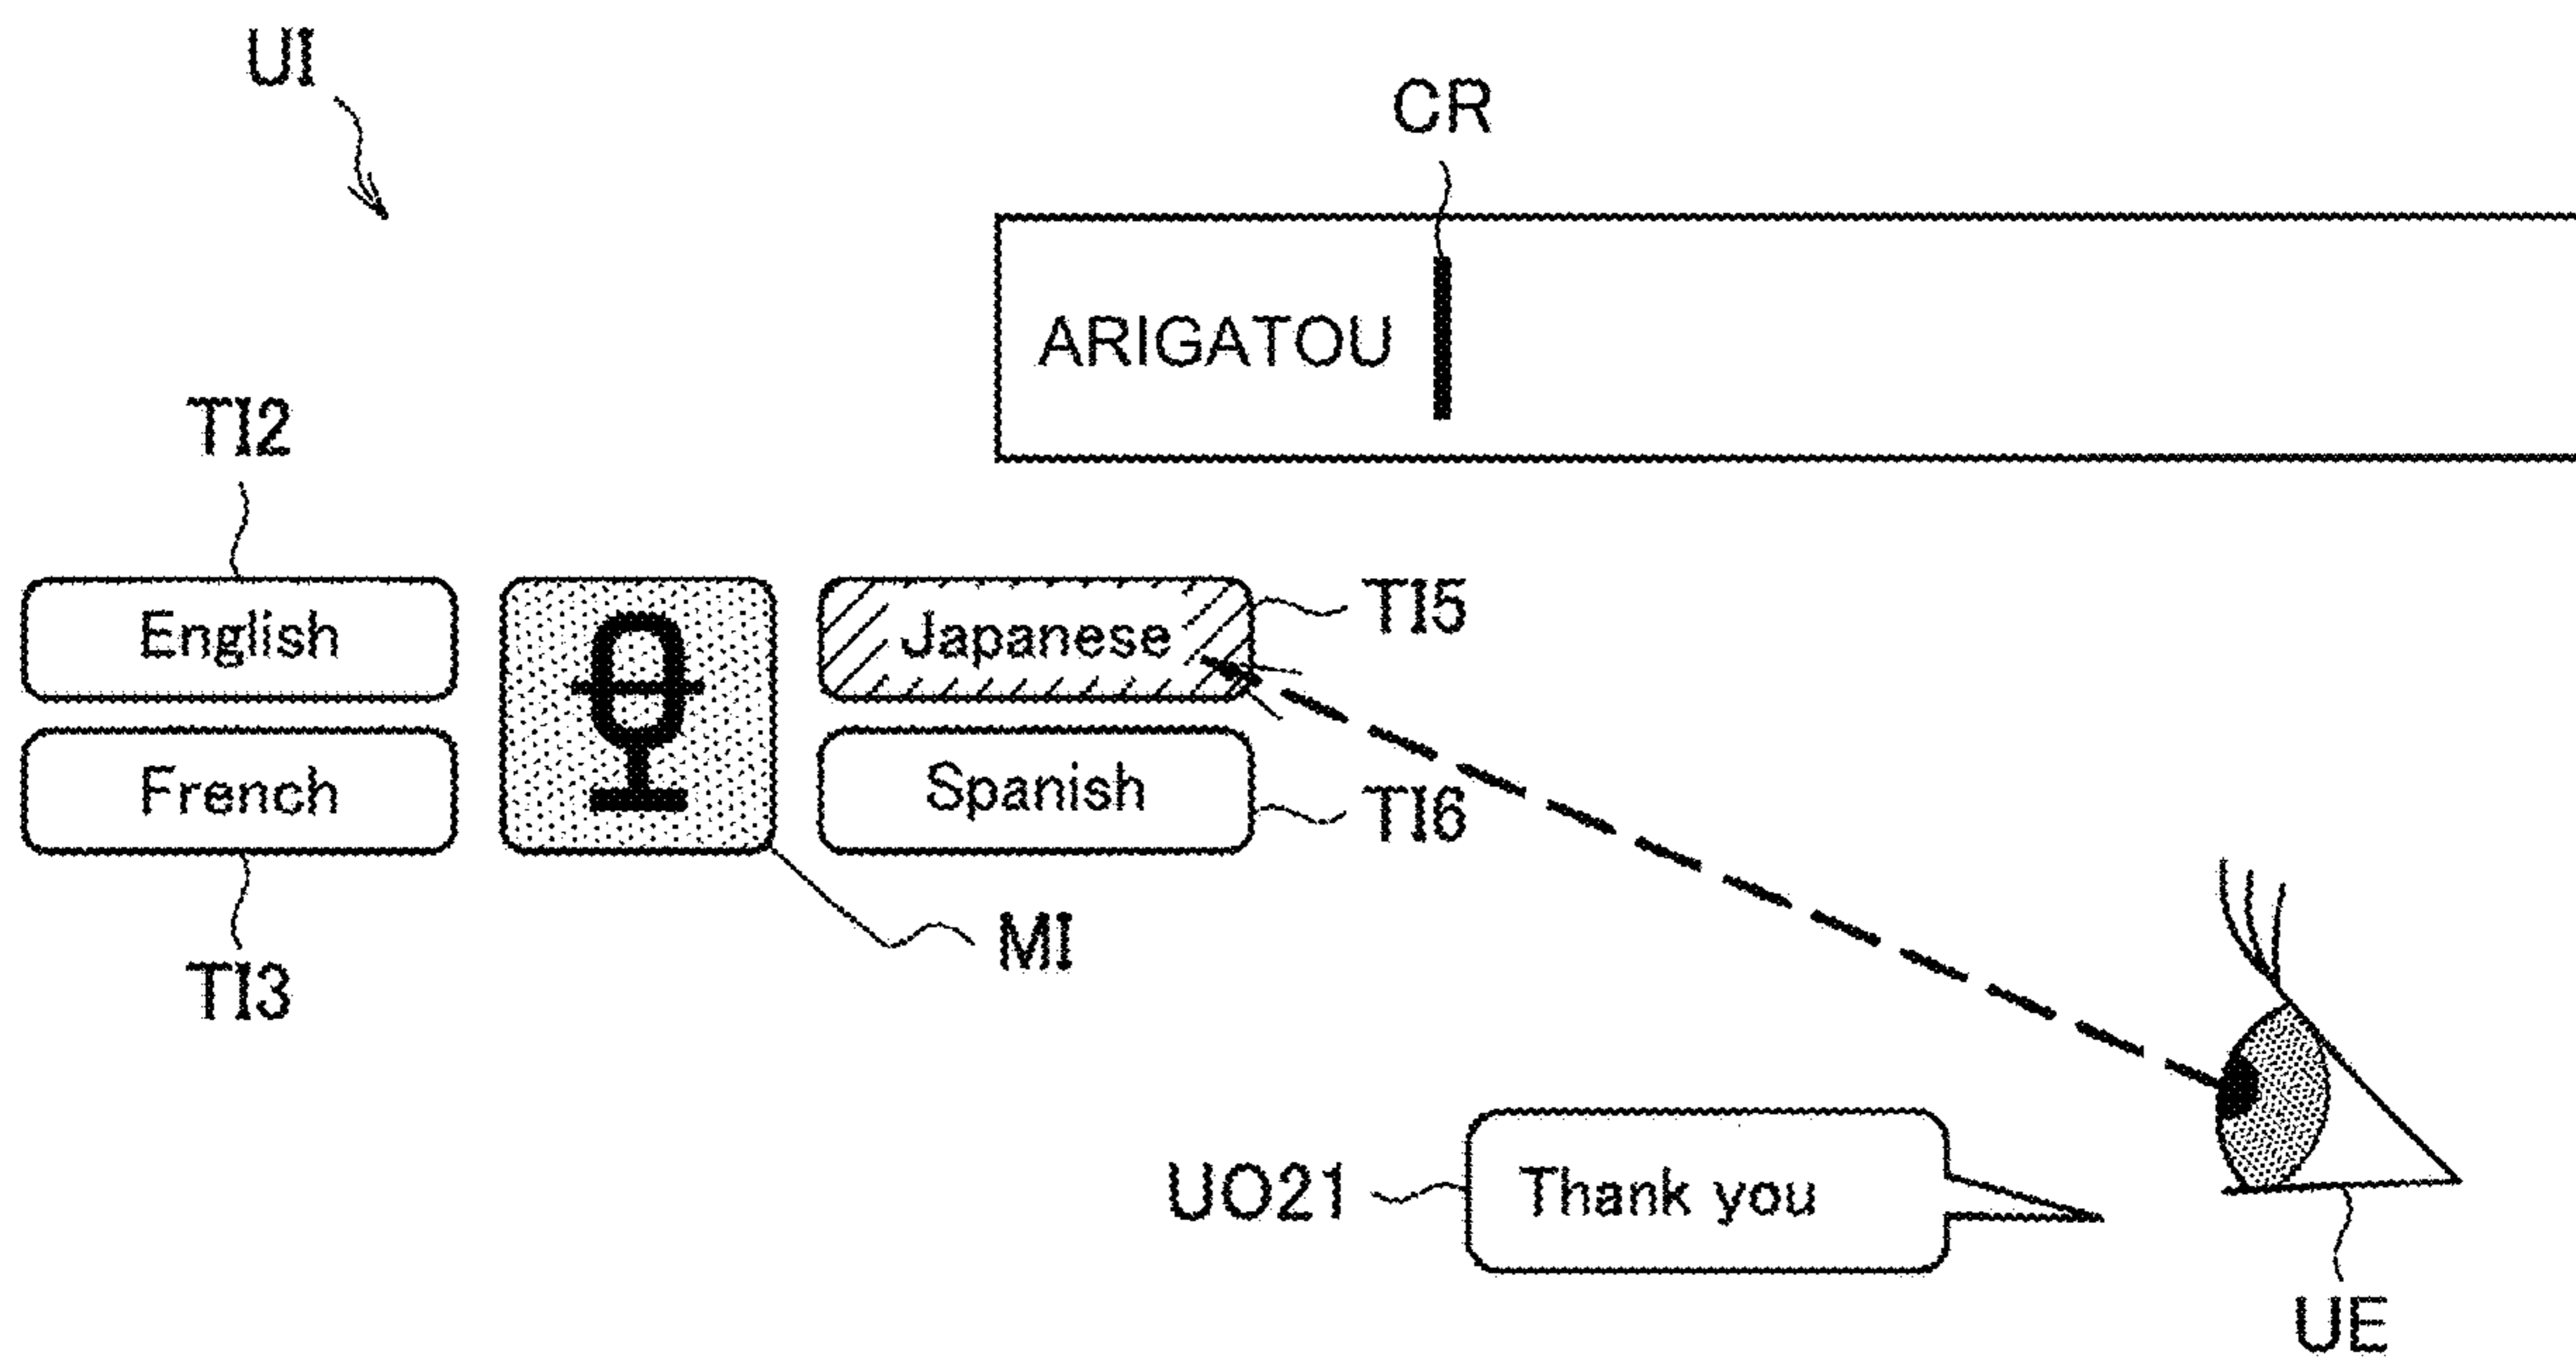 UI
CR
ARIGATOU
TI2
English
Japanese
TI5
French
Spanish
TI6
MI
TI3
UO21
Thank you
UE